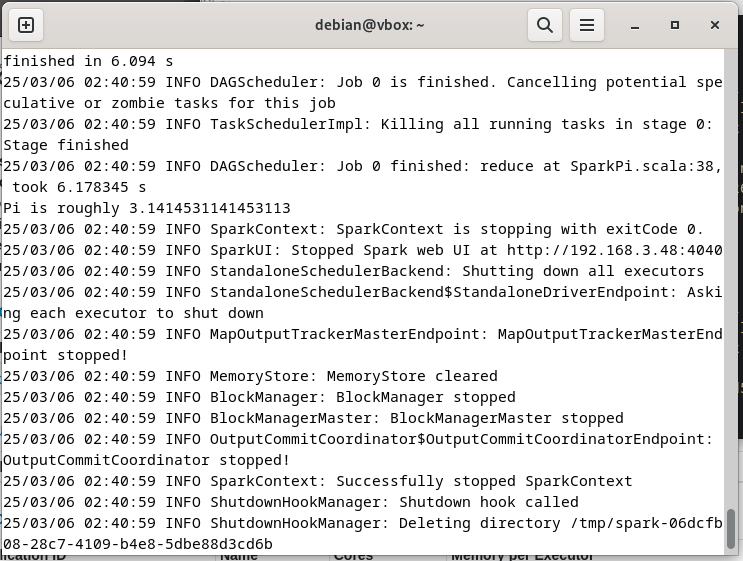 debian@vbox: ~
finished in 6.094 s
25/03/06 02:40:59 INFO DAGScheduler: Job 0 is finished. Cancelling potential spe
culative or zombie tasks for this job
25/03/06 02:40:59 INFO TaskSchedulerImpl: Killing all running tasks in stage 0:
Stage finished
25/03/06 02:40:59 INFO DAGScheduler: Job 0 finished: reduce at SparkPi.scala:38,
 took 6.178345 s
Pi is roughly 3.1414531141453113
25/03/06 02:40:59 INFO SparkContext: SparkContext is stopping with exitCode 0.
25/03/06 02:40:59 INFO SparkUI: Stopped Spark web UI at http://192.168.3.48:4040
25/03/06 02:40:59 INFO StandaloneSchedulerBackend: Shutting down all executors
25/03/06 02:40:59 INFO StandaloneSchedulerBackend$StandaloneDriverEndpoint: Aski
ng each executor to shut down
25/03/06 02:40:59 INFO MapOutputTrackerMasterEndpoint: MapOutputTrackerMasterEnd
point stopped!
25/03/06 02:40:59 INFO MemoryStore: MemoryStore cleared
25/03/06 02:40:59 INFO BlockManager: BlockManager stopped
25/03/06 02:40:59 INFO BlockManagerMaster: BlockManagerMaster stopped
25/03/06 02:40:59 INFO OutputCommitCoordinator$OutputCommitCoordinatorEndpoint:
OutputCommitCoordinator stopped!
25/03/06 02:40:59 INFO SparkContext: Successfully stopped SparkContext
25/03/06 02:40:59 INFO ShutdownHookManager: Shutdown hook called
25/03/06 02:40:59 INFO ShutdownHookManager: Deleting directory /tmp/spark-06dcfb
08-28c7-4109-b4e8-5dbe88d3cd6b
lication ID Name Cores Memory per Executor